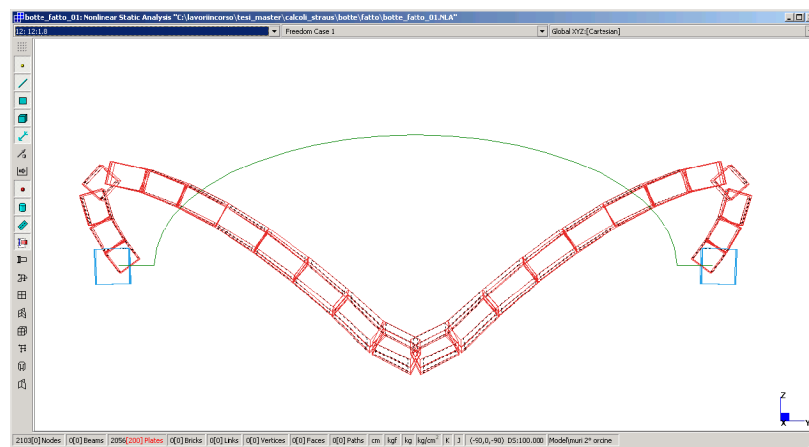 botte_fatto_01: Nonlinear Static Analysis "C:\lavoriincorso\tesi_master\calcoli_straus\botte\fatto\botte_fatto_01.NLA"
12: 12:1.8 Freedom Case 1 Global XYZ:[Cartesian]
Z
X Y
2103[0] Nodes 0[0] Beams 2056[200] Plates 0[0] Bricks 0[0] Links 0[0] Vertices 0[0] Faces 0[0] Paths cm kgf kg kg/cm² K J (-90,0,-90) DS:100.000 Model\muri 2° orcine